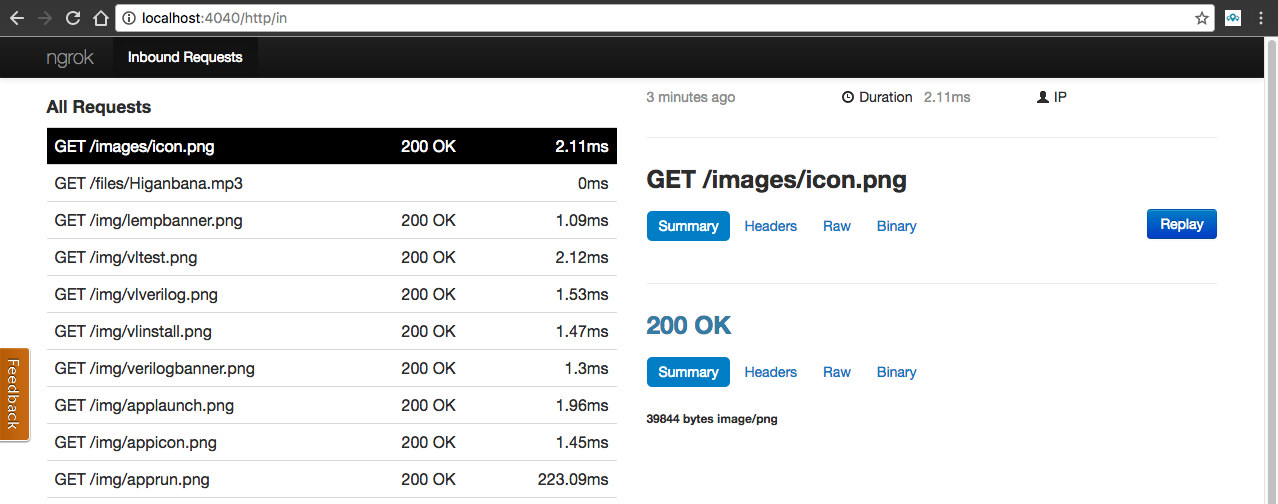 localhost:4040/http/in
ngrok Inbound Requests
All Requests
GET /images/icon.png 200 OK 2.11ms
GET /files/Higanbana.mp3 0ms
GET /img/lempbanner.png 200 OK 1.09ms
GET /img/vltest.png 200 OK 2.12ms
GET /img/vlverilog.png 200 OK 1.53ms
GET /img/vlinstall.png 200 OK 1.47ms
GET /img/verilogbanner.png 200 OK 1.3ms
GET /img/applaunch.png 200 OK 1.96ms
GET /img/appicon.png 200 OK 1.45ms
GET /img/apprun.png 200 OK 223.09ms
Feedback
3 minutes ago Duration 2.11ms IP
GET /images/icon.png
Summary Headers Raw Binary Replay
200 OK
Summary Headers Raw Binary
39844 bytes image/png